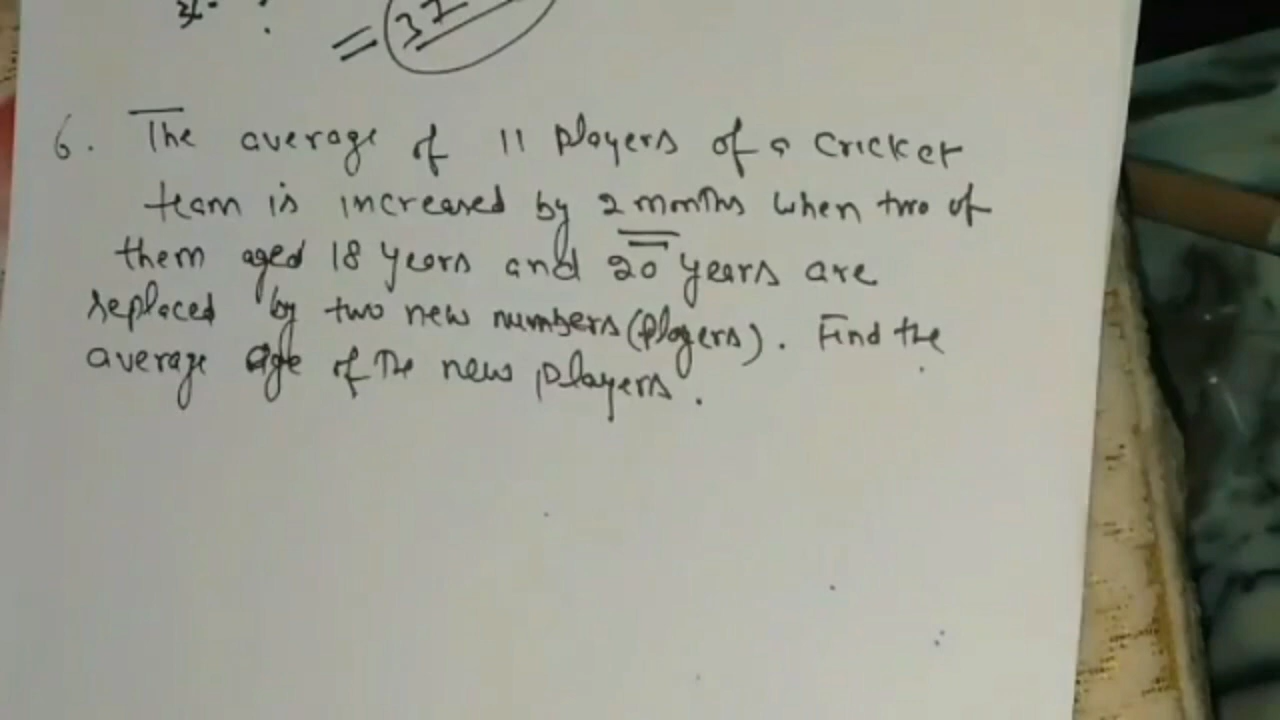 = 37
6. The average of 11 players of a cricket
team is increased by 2 months when two of
them aged 18 years and 20 years are
replaced by two new numbers (players). Find the
average age of the new players.